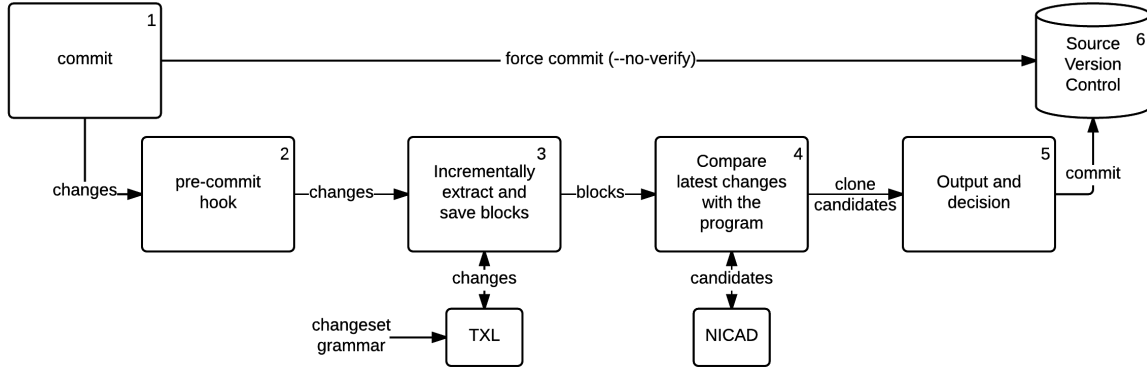 1
commit
force commit (--no-verify)
6
Source
Version
Control
changes
2
pre-commit
hook
changes
3
Incrementally
extract and
save blocks
blocks
4
Compare
latest changes
with the
program
clone
candidates
5
Output and
decision
commit
changes
candidates
changeset
grammar
TXL
NICAD